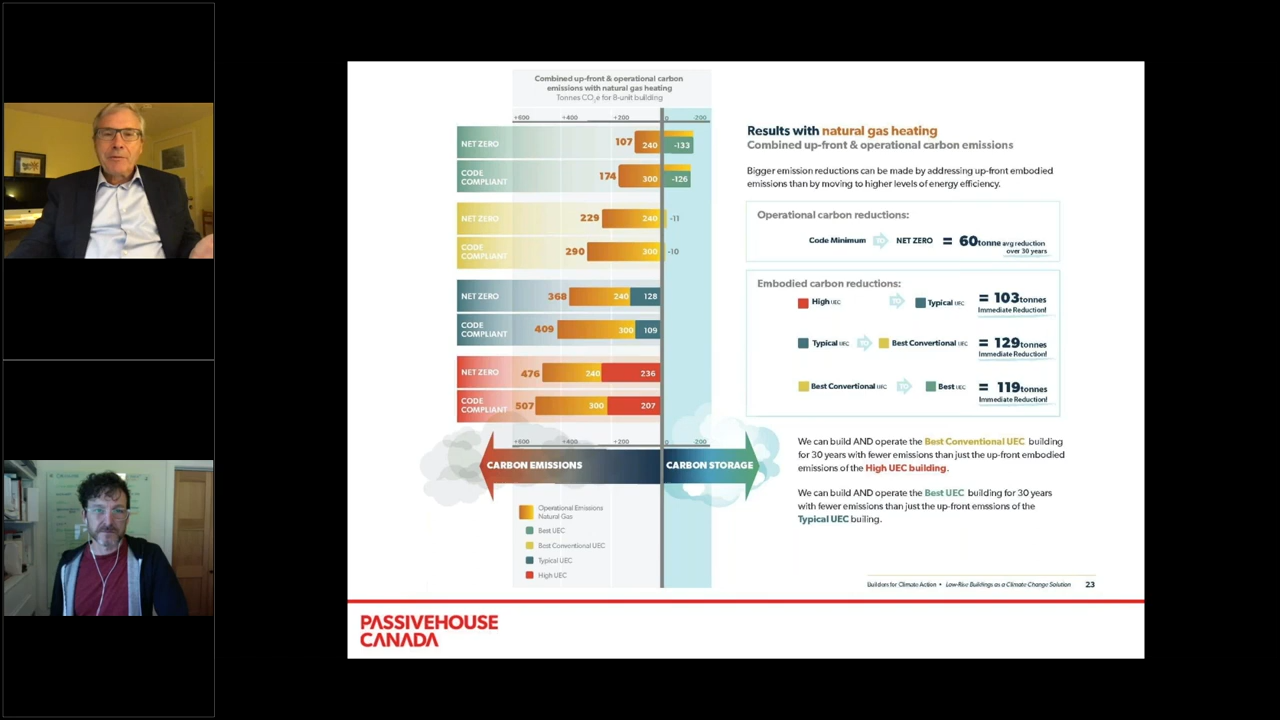 Combined up-front & operational carbon
emissions with natural gas heating
Tonnes CO2e for 8-unit building
+600 +400 +200 0 -200
NET ZERO 107 240 -133
CODE
COMPLIANT 174 300 -126
NET ZERO 229 240 -11
CODE
COMPLIANT 290 300 -10
NET ZERO 368 240 128
CODE
COMPLIANT 409 300 109
NET ZERO 476 240 236
CODE
COMPLIANT 507 300 207
+600 +400 +200 0 -200
CARBON EMISSIONS CARBON STORAGE
Operational Emissions
Natural Gas
Best UEC
Best Conventional UEC
Typical UEC
High UEC
Results with natural gas heating
Combined up-front & operational carbon emissions
Bigger emission reductions can be made by addressing up-front embodied
emissions than by moving to higher levels of energy efficiency.
Operational carbon reductions:
Code Minimum TO NET ZERO = 60 tonne avg reduction
over 30 years
Embodied carbon reductions:
High UEC TO Typical UEC = 103 tonnes
Immediate Reduction!
Typical UEC TO Best Convertional UEC = 129 tonnes
Immediate Reduction!
Best Conventional UEC TO Best UEC = 119 tonnes
Immediate Reduction!
We can build AND operate the Best Conventional UEC building
for 30 years with fewer emissions than just the up-front embodied
emissions of the High UEC building.
We can build AND operate the Best UEC building for 30 years
with fewer emissions than just the up-front emssions of the
Typical UEC builing.
Builders for Climate Action • Low-Rise Buildings as a Climate Change Solution 23
PASSIVEHOUSE
CANADA